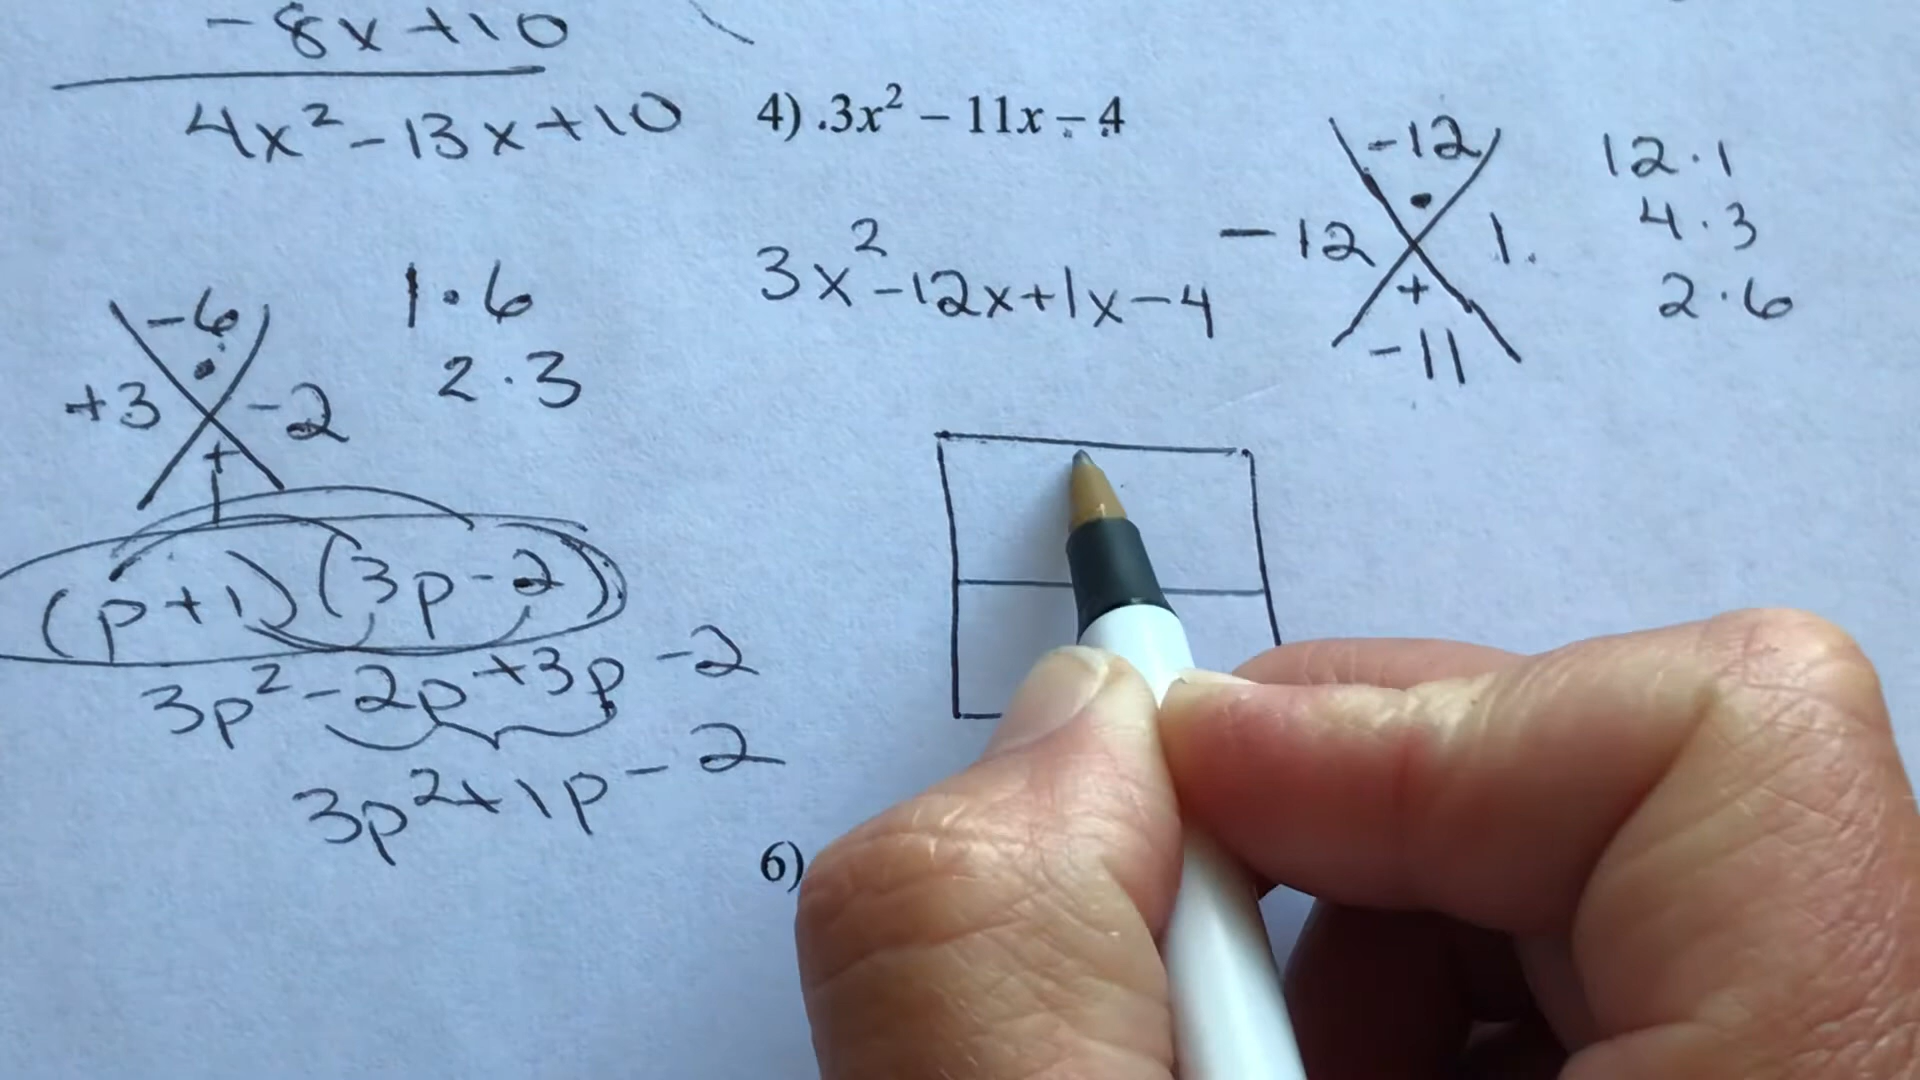 -8x+10
4x²-13x+10
-6
·
+3 -2
+
1
1·6
2·3
(p+1)(3p-2)
3p²-2p+3p-2
3p²+1p-2
4) .3x² – 11x – 4
3x²-12x+1x-4
-12
·
-12 1.
+
-11
12·1
4·3
2·6
6)